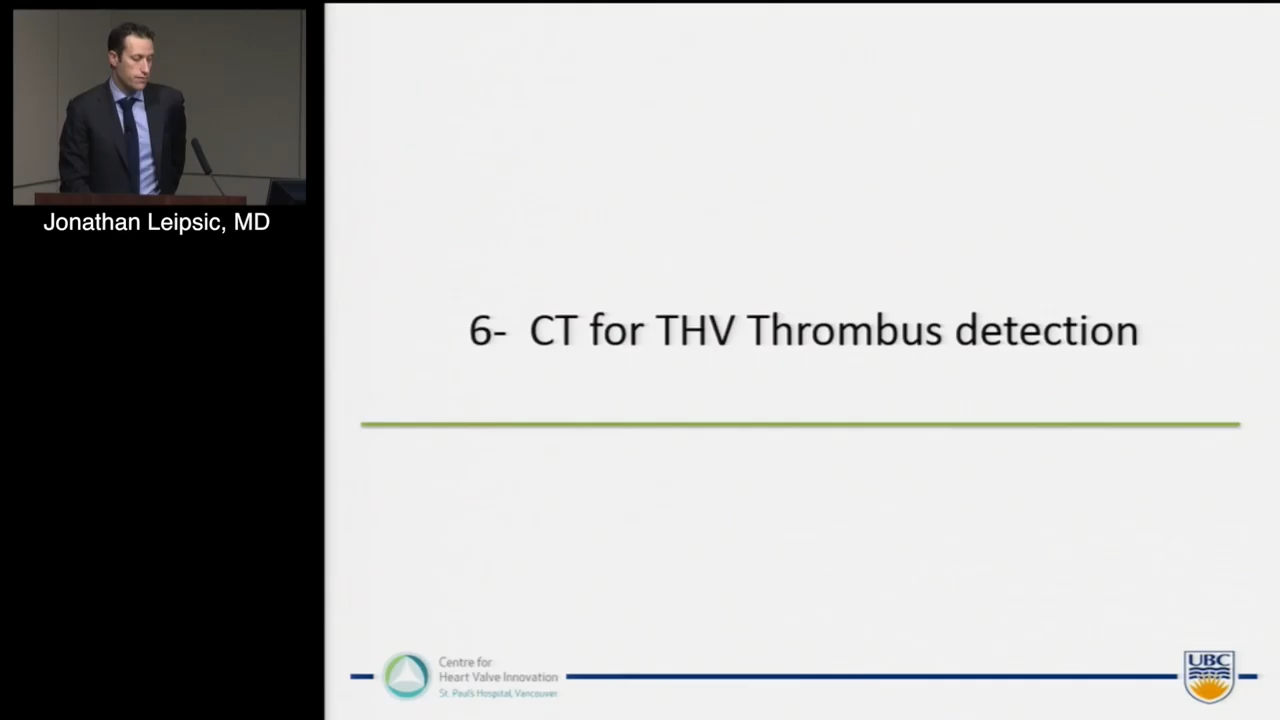 Jonathan Leipsic, MD
6- CT for THV Thrombus detection
Centre for
Heart Valve Innovation
St. Paul's Hospital, Vancouver
UBC